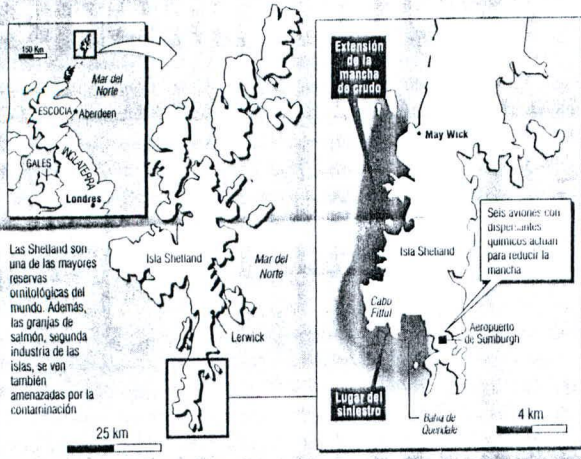 150 Km
Mar del
Norte
ESCOCIA
Aberdeen
GALES
INGLATERRA
Londres
Las Shetland son
una de las mayores
reservas
ornitológicas del
mundo. Además,
las granjas de
salmón, segunda
industria de las
islas, se ven
también
amenazadas por la
contaminación
25 km
Isla Shetland
Mar del
Norte
Lerwick
Extensión
de la
mancha
de crudo
May Wick
Seis aviones con
dispersantes
químicos actúan
para reducir la
mancha
Isla Shetland
Cabo
Fitful
Aeropuerto
de Sumburgh
Lugar del
siniestro
Bahía de
Quendale
4 km